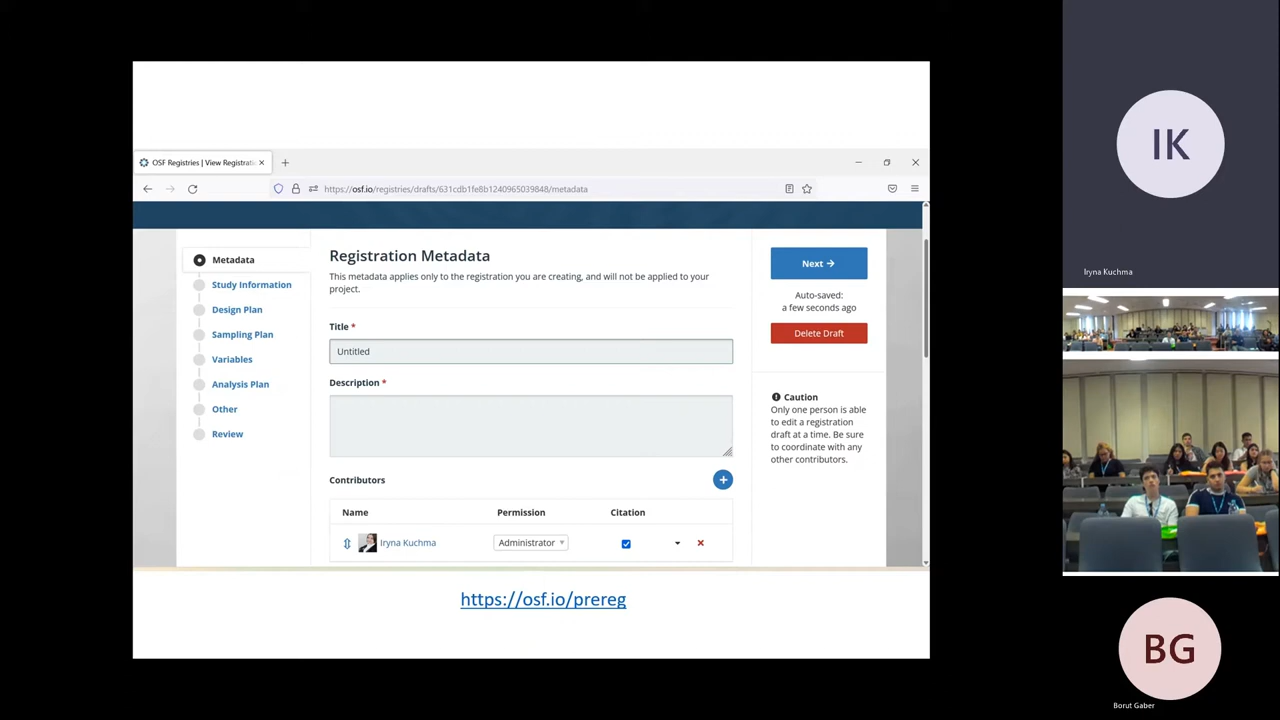 OSF Registries | View Registrati
https://osf.io/registries/drafts/631cdb1fe8b1240965039848/metadata
Metadata
Study Information
Design Plan
Sampling Plan
Variables
Analysis Plan
Other
Review
Registration Metadata
This metadata applies only to the registration you are creating, and will not be applied to your
project.
Title *
Untitled
Description *
Contributors
Name Permission Citation
Iryna Kuchma Administrator
Next
Auto-saved:
a few seconds ago
Delete Draft
Caution
Only one person is able
to edit a registration
draft at a time. Be sure
to coordinate with any
other contributors.
https://osf.io/prereg
IK
Iryna Kuchma
BG
Borut Gaber